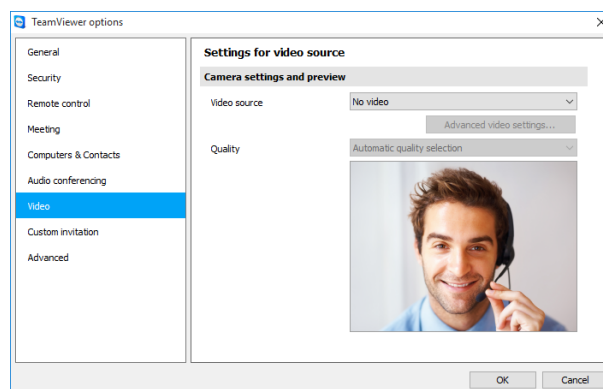 TeamViewer options
General
Security
Remote control
Meeting
Computers & Contacts
Audio conferencing
Video
Custom invitation
Advanced
Settings for video source
Camera settings and preview
Video source No video
Advanced video settings...
Quality Automatic quality selection
OK Cancel